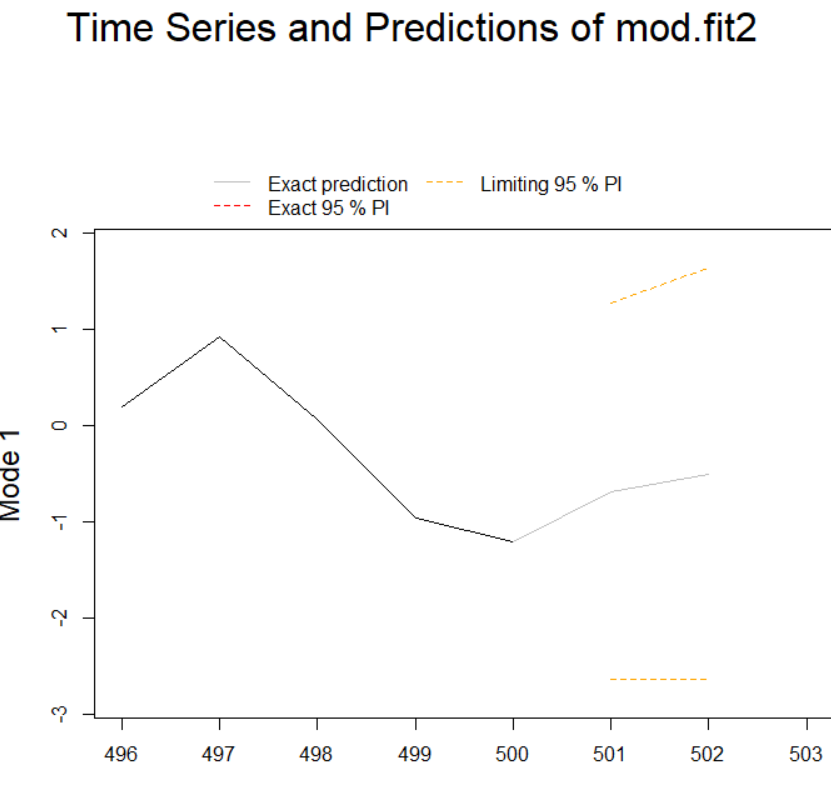 Time Series and Predictions of mod.fit2
Exact prediction
Limiting 95 % PI
Exact 95 % PI
2
1
0
-1
-2
-3
Mode 1
496 497 498 499 500 501 502 503